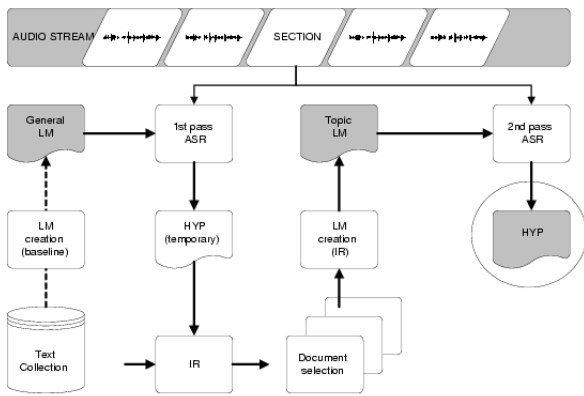 AUDIO STREAM
SECTION
General
LM
1st pass
ASR
Topic
LM
2nd pass
ASR
LM
creation
(baseline)
HYP
(temporary)
LM
creation
(IR)
HYP
Text
Collection
IR
Document
selection